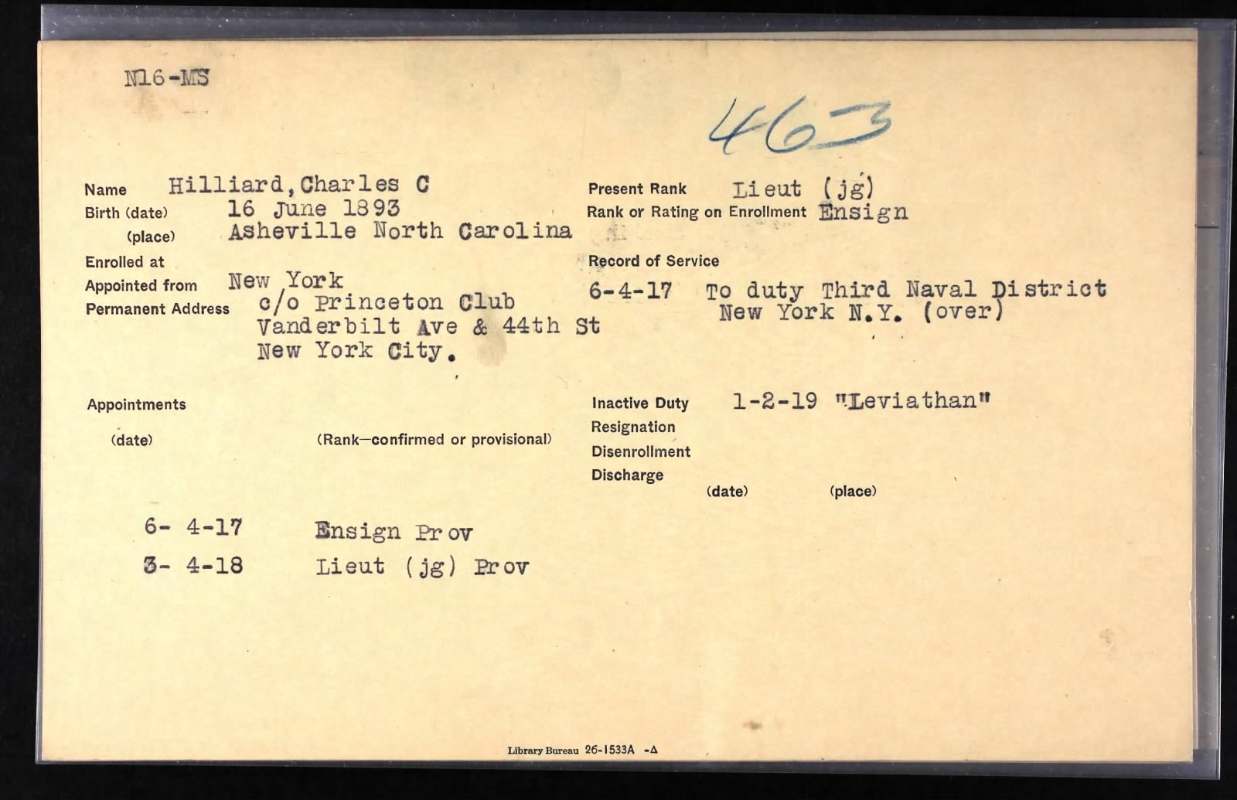 N16-MS
463
Name Hilliard,Charles C
Birth (date) 16 June 1893
(place) Asheville North Carolina
Enrolled at
Appointed from New York
Permanent Address c/o Princeton Club
Vanderbilt Ave & 44th St
New York City.
Present Rank Lieut (jg)
Rank or Rating on Enrollment Ensign
Record of Service
6-4-17 To duty Third Naval District
New York N.Y. (over)
Appointments
(date) (Rank—confirmed or provisional)
6- 4-17 Ensign Prov
3- 4-18 Lieut (jg) Prov
Inactive Duty 1-2-19 "Leviathan"
Resignation
Disenrollment
Discharge
(date) (place)
Library Bureau 26-1533A -Δ